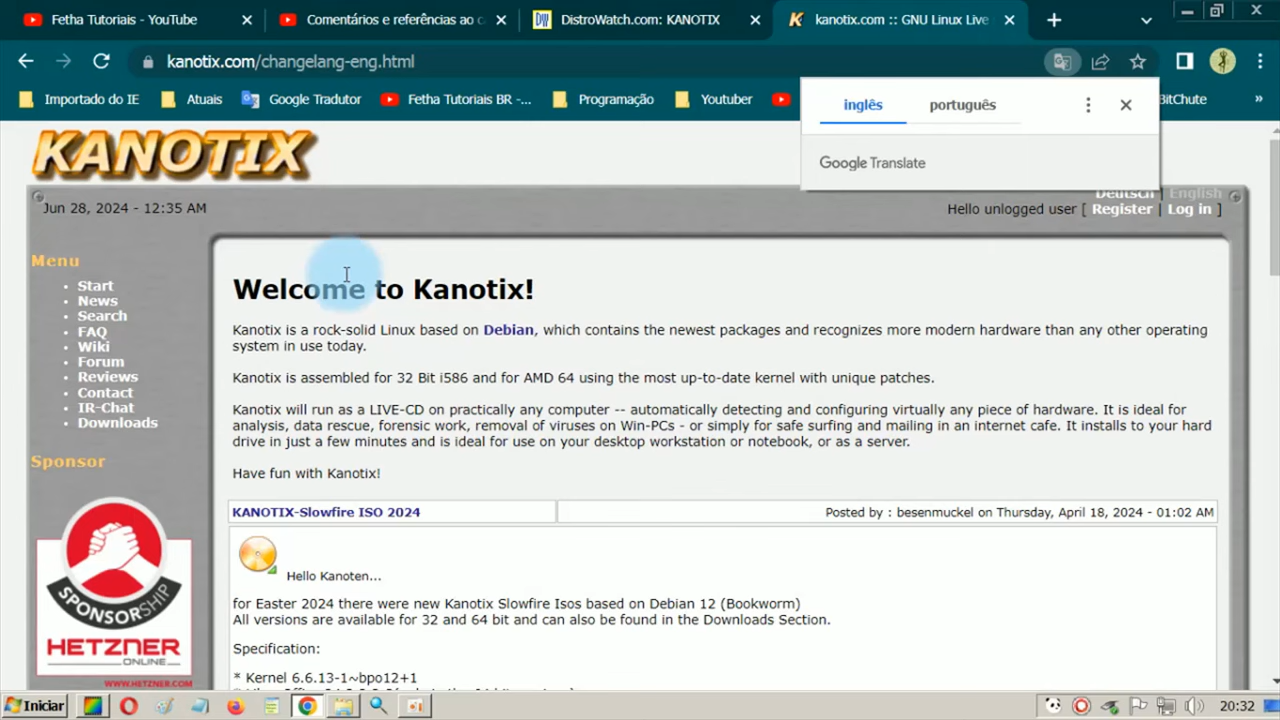 Fetha Tutoriais - YouTube
Comentários e referências ao c
DistroWatch.com: KANOTIX
kanotix.com :: GNU Linux Live
kanotix.com/changelang-eng.html
Importado do IE
Atuais
Google Tradutor
Fetha Tutoriais BR -...
Programação
Youtuber
BitChute
»
inglês
português
Google Translate
KANOTIX
Deutsch | English
Jun 28, 2024 - 12:35 AM
Hello unlogged user [ Register | Log in ]
Menu
Start
News
Search
FAQ
Wiki
Forum
Reviews
Contact
IR-Chat
Downloads
Sponsor
SPONSORSHIP
HETZNER
ONLINE
WWW.HETZNER.COM
Welcome to Kanotix!
Kanotix is a rock-solid Linux based on Debian, which contains the newest packages and recognizes more modern hardware than any other operating
system in use today.
Kanotix is assembled for 32 Bit i586 and for AMD 64 using the most up-to-date kernel with unique patches.
Kanotix will run as a LIVE-CD on practically any computer -- automatically detecting and configuring virtually any piece of hardware. It is ideal for
analysis, data rescue, forensic work, removal of viruses on Win-PCs - or simply for safe surfing and mailing in an internet cafe. It installs to your hard
drive in just a few minutes and is ideal for use on your desktop workstation or notebook, or as a server.
Have fun with Kanotix!
KANOTIX-Slowfire ISO 2024
Posted by : besenmuckel on Thursday, April 18, 2024 - 01:02 AM
Hello Kanoten...
for Easter 2024 there were new Kanotix Slowfire Isos based on Debian 12 (Bookworm)
All versions are available for 32 and 64 bit and can also be found in the Downloads Section.
Specification:
* Kernel 6.6.13-1~bpo12+1
Iniciar
20:32